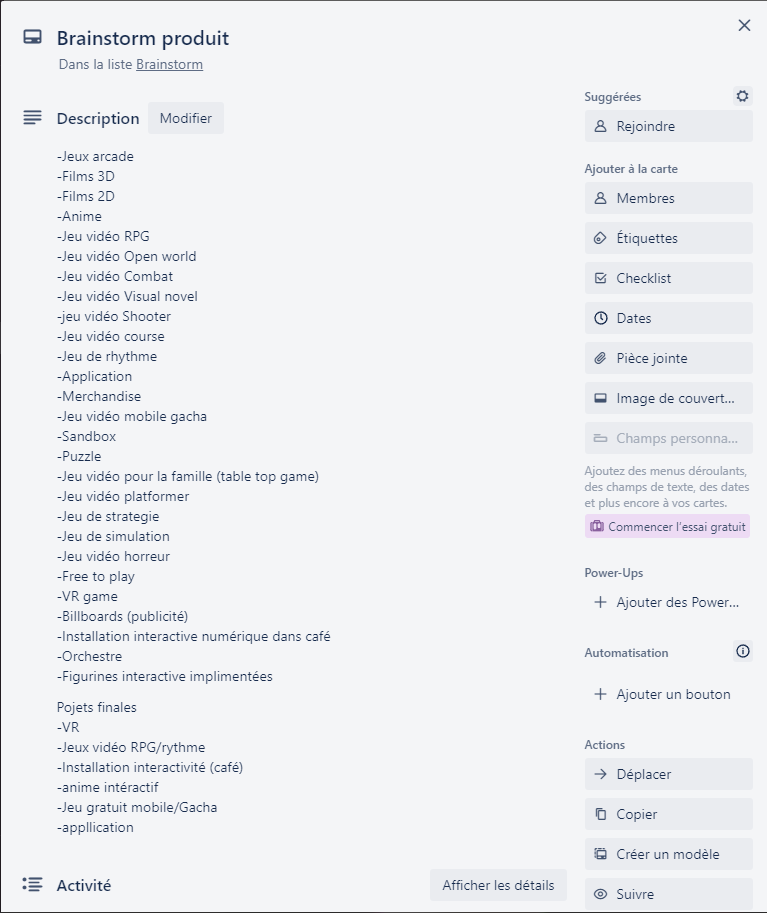 Brainstorm produit
Dans la liste Brainstorm
Description
Modifier
-Jeux arcade
-Films 3D
-Films 2D
-Anime
-Jeu vidéo RPG
-Jeu vidéo Open world
-Jeu vidéo Combat
-Jeu vidéo Visual novel
-jeu vidéo Shooter
-Jeu vidéo course
-Jeu de rhythme
-Application
-Merchandise
-Jeu vidéo mobile gacha
-Sandbox
-Puzzle
-Jeu vidéo pour la famille (table top game)
-Jeu vidéo platformer
-Jeu de strategie
-Jeu de simulation
-Jeu vidéo horreur
-Free to play
-VR game
-Billboards (publicité)
-Installation interactive numérique dans café
-Orchestre
-Figurines interactive implimentées
Pojets finales
-VR
-Jeux vidéo RPG/rythme
-Installation interactivité (café)
-anime intéractif
-Jeu gratuit mobile/Gacha
-appllication
Activité
Afficher les détails
Suggérées
Rejoindre
Ajouter à la carte
Membres
Étiquettes
Checklist
Dates
Pièce jointe
Image de couvert...
Champs personna...
Ajoutez des menus déroulants,
des champs de texte, des dates
et plus encore à vos cartes.
Commencer l'essai gratuit
Power-Ups
Ajouter des Power...
Automatisation
Ajouter un bouton
Actions
Déplacer
Copier
Créer un modèle
Suivre